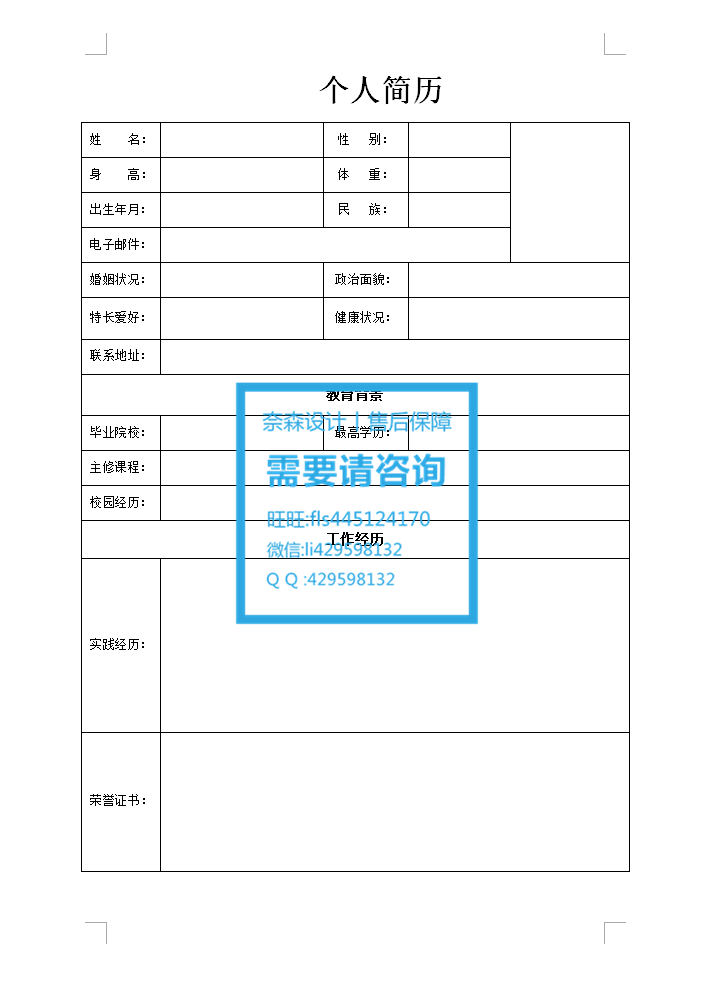 个人简历
姓 名： 性 别：
身 高： 体 重：
出生年月： 民 族：
电子邮件：
婚姻状况： 政治面貌：
特长爱好： 健康状况：
联系地址：
教育背景
奈森设计 | 售后保障
毕业院校： 最高学历：
需要请咨询
主修课程：
校园经历：
旺旺:fls445124170
工作经历
微信:li429598132
Q Q :429598132
实践经历：
荣誉证书：